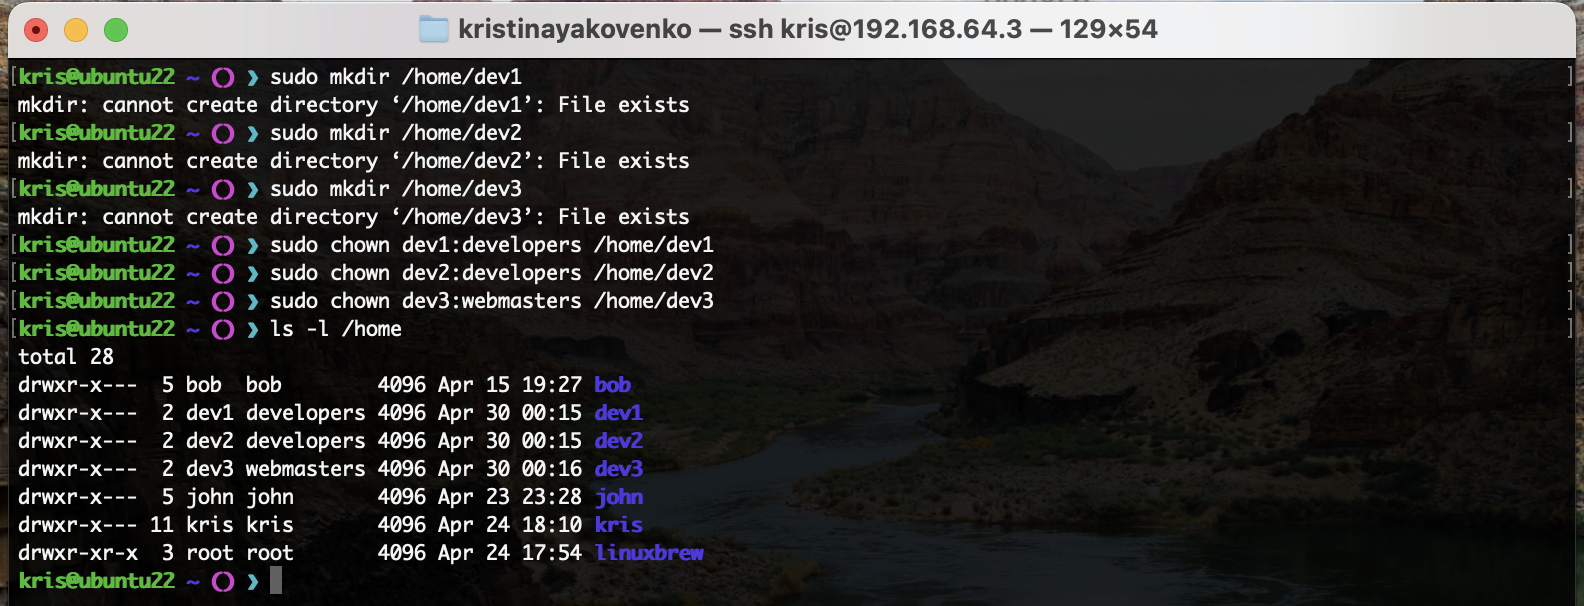 kristinayakovenko — ssh kris@192.168.64.3 — 129×54
[kris@ubuntu22 ~ () ❯ sudo mkdir /home/dev1 ]
mkdir: cannot create directory ‘/home/dev1’: File exists
[kris@ubuntu22 ~ () ❯ sudo mkdir /home/dev2 ]
mkdir: cannot create directory ‘/home/dev2’: File exists
[kris@ubuntu22 ~ () ❯ sudo mkdir /home/dev3 ]
mkdir: cannot create directory ‘/home/dev3’: File exists
[kris@ubuntu22 ~ () ❯ sudo chown dev1:developers /home/dev1 ]
[kris@ubuntu22 ~ () ❯ sudo chown dev2:developers /home/dev2 ]
[kris@ubuntu22 ~ () ❯ sudo chown dev3:webmasters /home/dev3 ]
[kris@ubuntu22 ~ () ❯ ls -l /home ]
total 28
drwxr-x---  5 bob  bob        4096 Apr 15 19:27 bob
drwxr-x---  2 dev1 developers 4096 Apr 30 00:15 dev1
drwxr-x---  2 dev2 developers 4096 Apr 30 00:15 dev2
drwxr-x---  2 dev3 webmasters 4096 Apr 30 00:16 dev3
drwxr-x---  5 john john       4096 Apr 23 23:28 john
drwxr-x--- 11 kris kris       4096 Apr 24 18:10 kris
drwxr-xr-x  3 root root       4096 Apr 24 17:54 linuxbrew
kris@ubuntu22 ~ () ❯